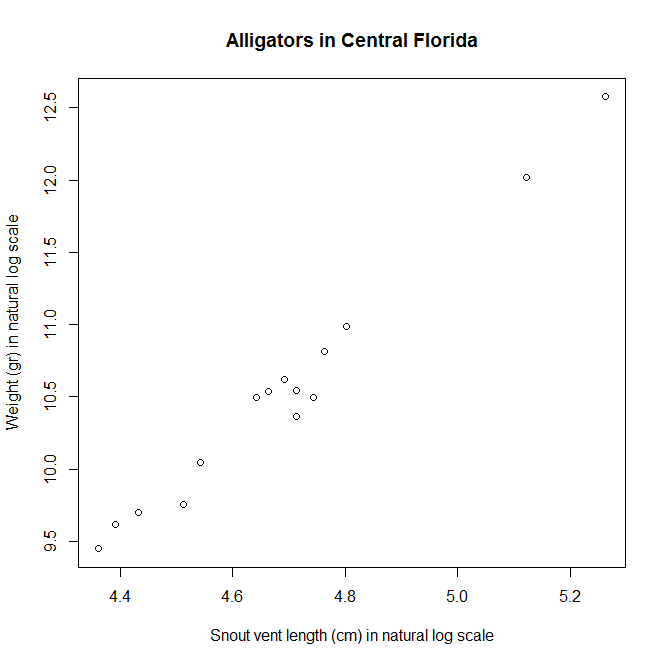 Alligators in Central Florida
Weight (gr) in natural log scale
12.5
12.0
11.5
11.0
10.5
10.0
9.5
4.4 4.6 4.8 5.0 5.2
Snout vent length (cm) in natural log scale